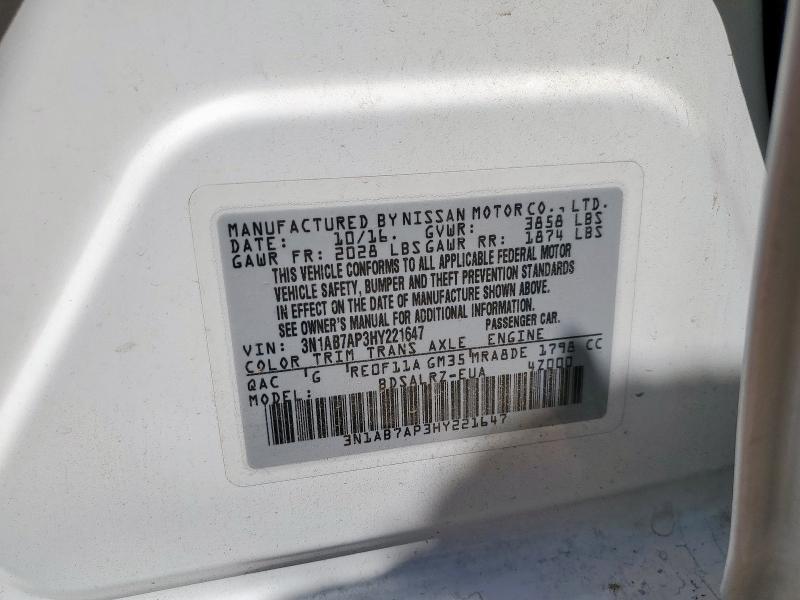 MANUFACTURED BY NISSAN MOTOR CO., LTD.
DATE: 10/16. GVWR: 3858 LBS
GAWR FR: 2028 LBS GAWR RR: 1874 LBS
THIS VEHICLE CONFORMS TO ALL APPLICABLE FEDERAL MOTOR
VEHICLE SAFETY, BUMPER AND THEFT PREVENTION STANDARDS
IN EFFECT ON THE DATE OF MANUFACTURE SHOWN ABOVE.
SEE OWNER'S MANUAL FOR ADDITIONAL INFORMATION.
VIN: 3N1AB7AP3HY221647 PASSENGER CAR.
COLOR TRIM TRANS AXLE ENGINE
QAC G RE0F11A GM35 MRA8DE 1798 CC
MODEL: BDSALRZ-EUA 4Z000
3N1AB7AP3HY221647